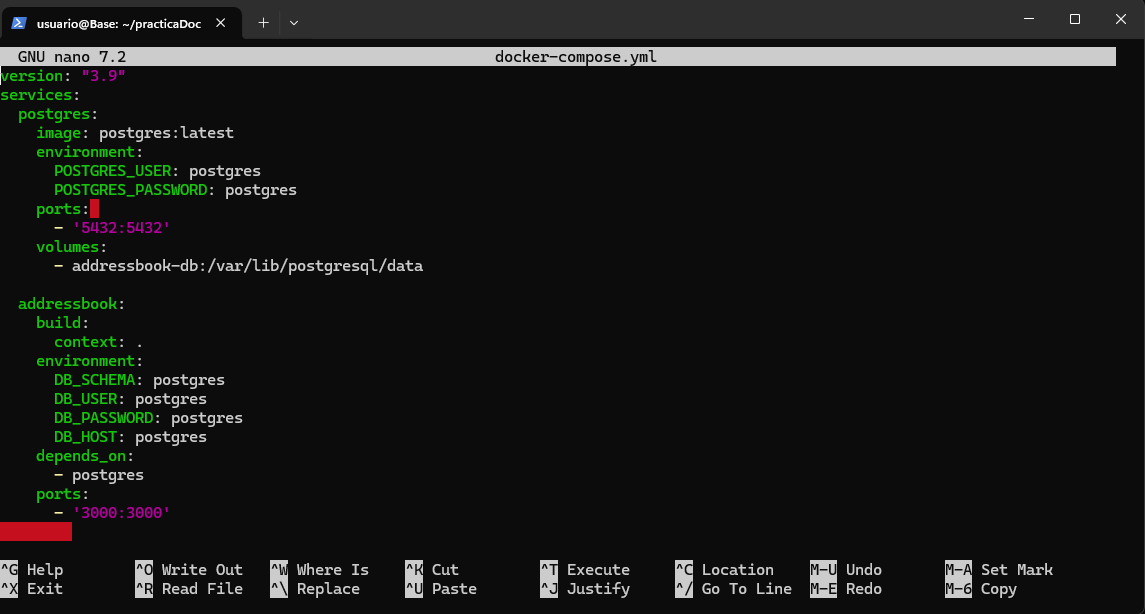 usuario@Base: ~/practicaDoc
GNU nano 7.2 docker-compose.yml
version: "3.9"
services:
  postgres:
    image: postgres:latest
    environment:
      POSTGRES_USER: postgres
      POSTGRES_PASSWORD: postgres
    ports:
      - '5432:5432'
    volumes:
      - addressbook-db:/var/lib/postgresql/data

  addressbook:
    build:
      context: .
    environment:
      DB_SCHEMA: postgres
      DB_USER: postgres
      DB_PASSWORD: postgres
      DB_HOST: postgres
    depends_on:
      - postgres
    ports:
      - '3000:3000'

^G Help ^O Write Out ^W Where Is ^K Cut ^T Execute ^C Location M-U Undo M-A Set Mark
^X Exit ^R Read File ^\ Replace ^U Paste ^J Justify ^/ Go To Line M-E Redo M-6 Copy